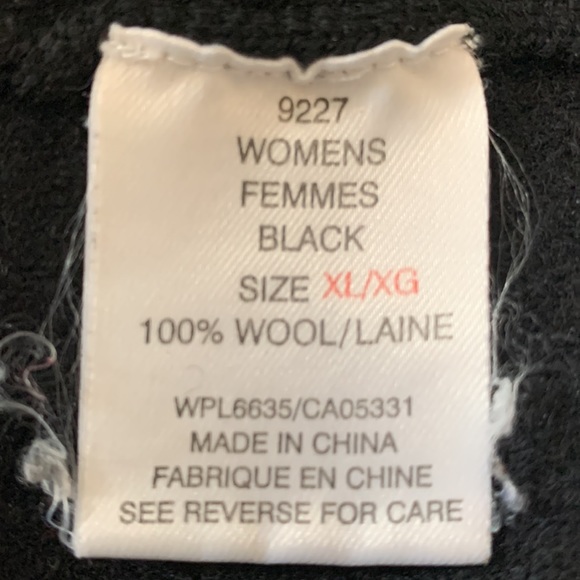 9227
WOMENS
FEMMES
BLACK
SIZE XL/XG
100% WOOL/LAINE
WPL6635/CA05331
MADE IN CHINA
FABRIQUE EN CHINE
SEE REVERSE FOR CARE